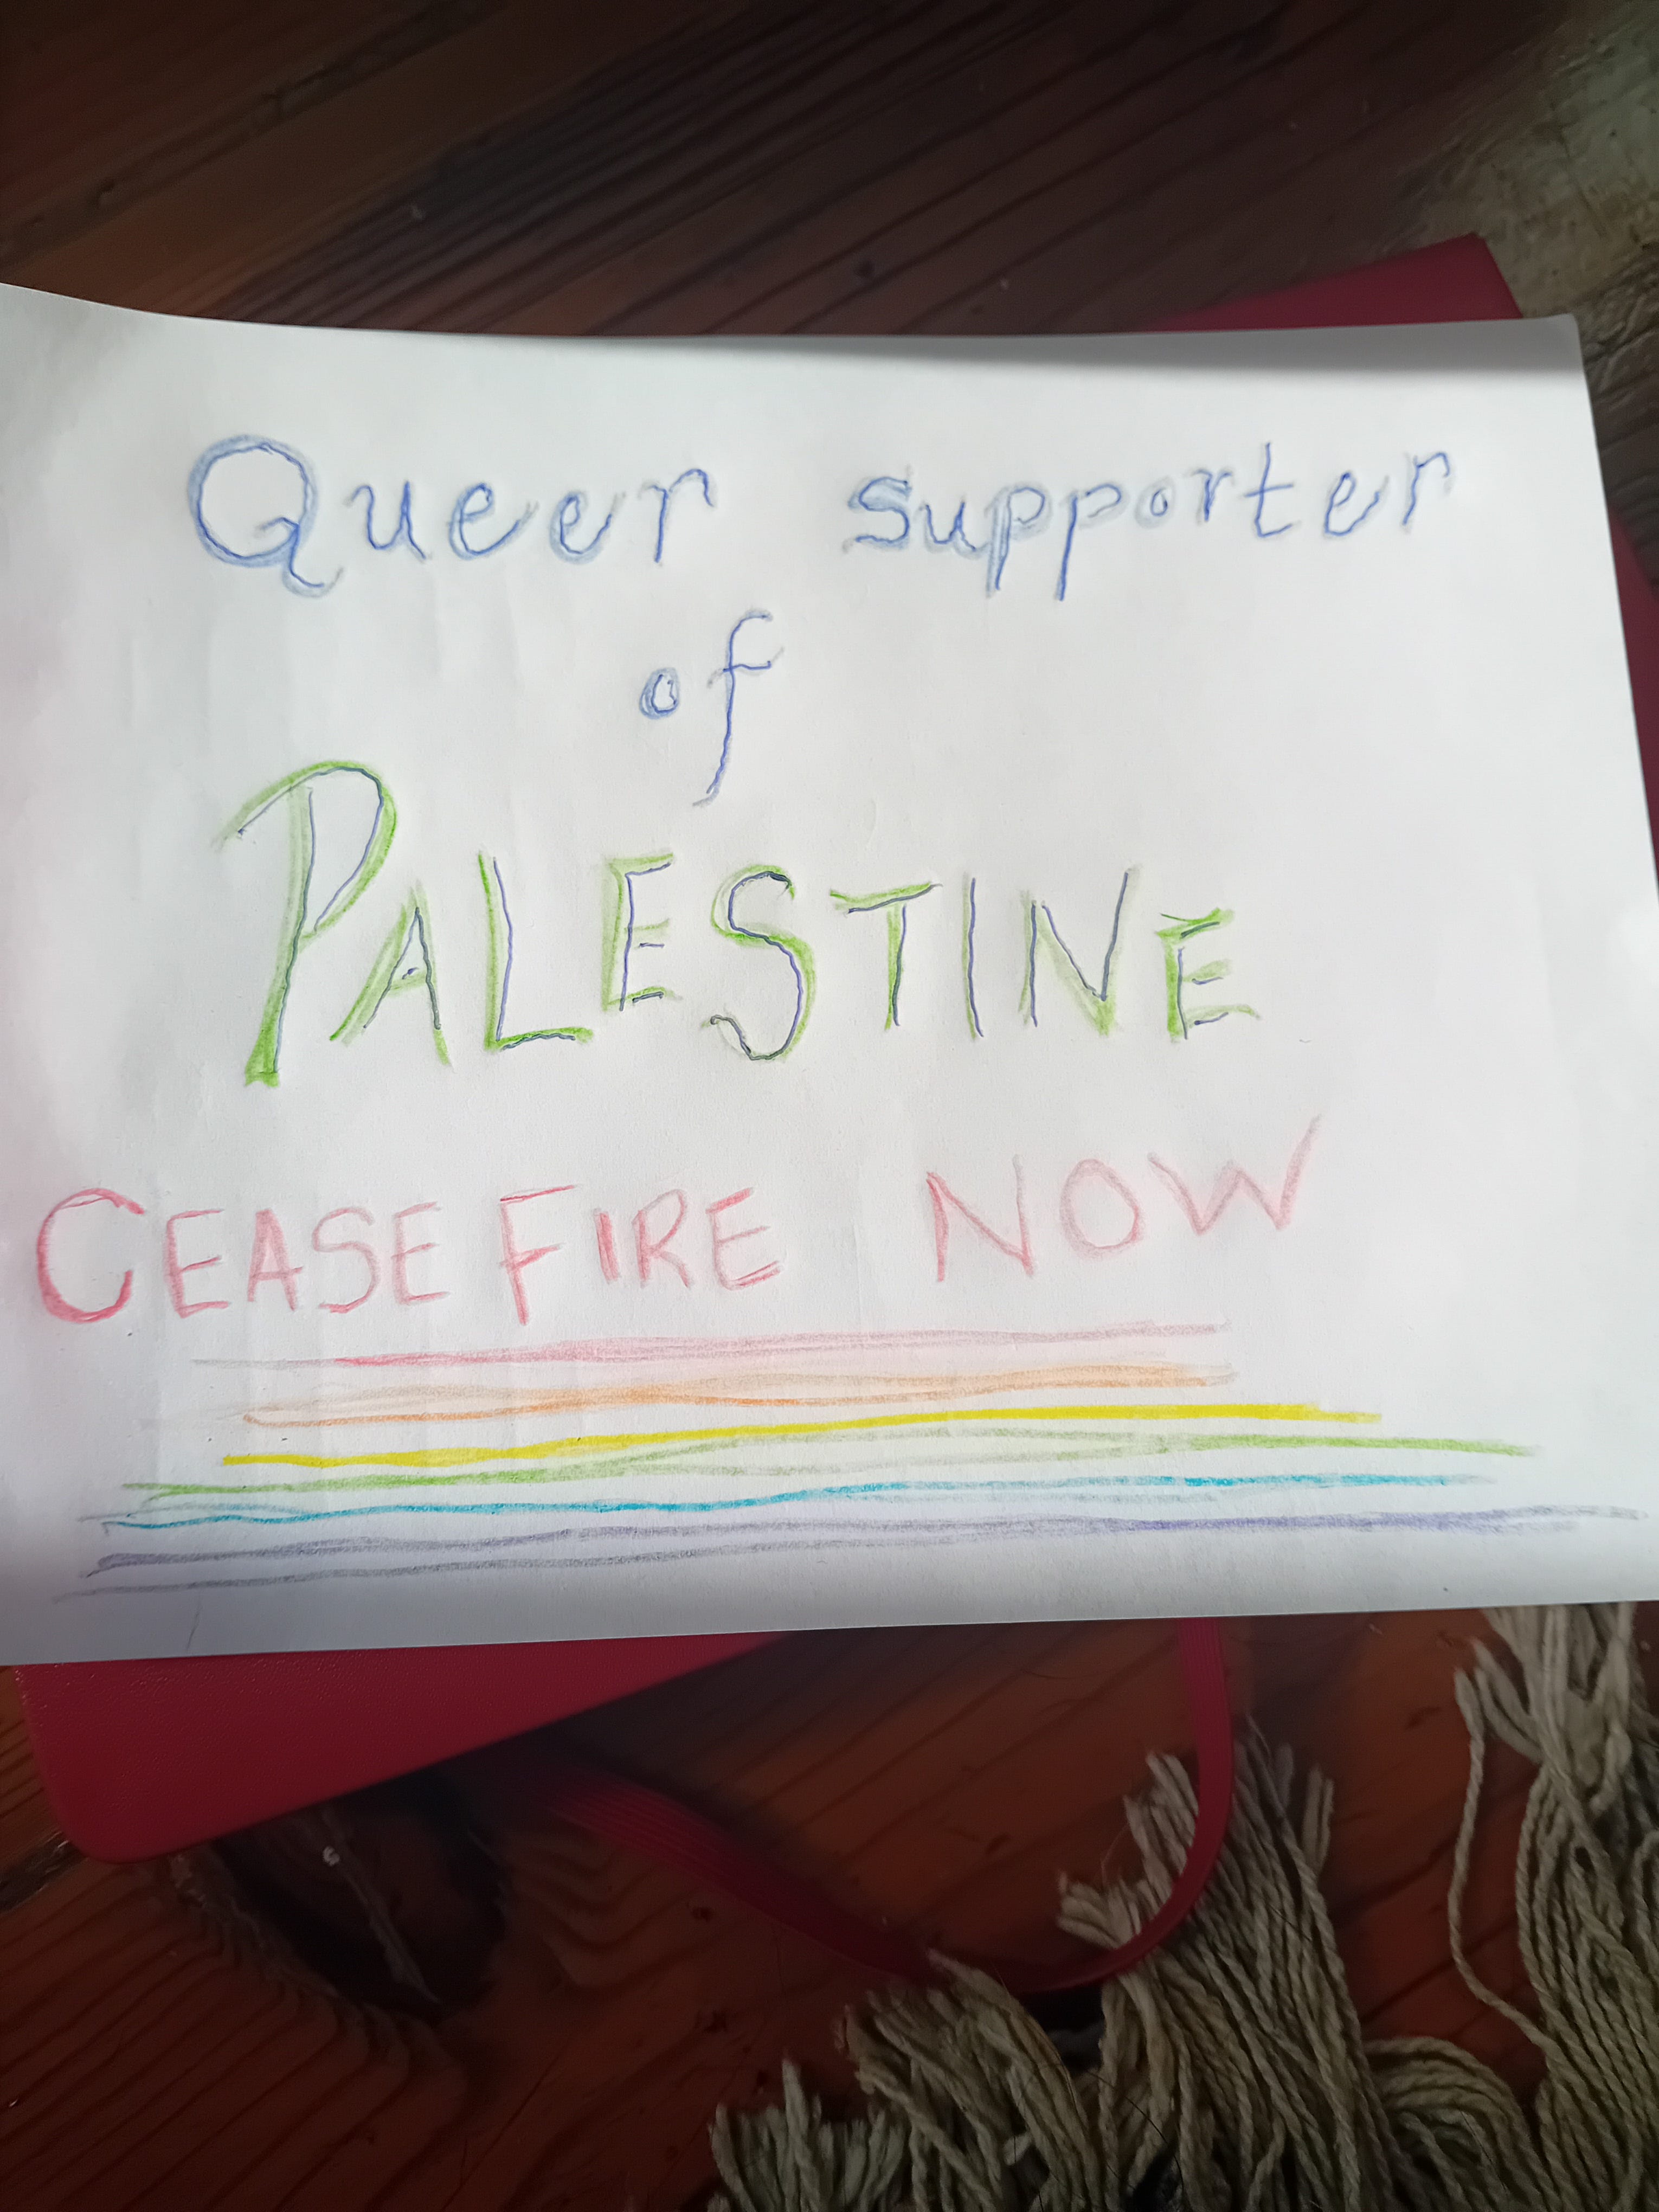 Queer supporter
of
PALESTINE
CEASE FIRE NOW